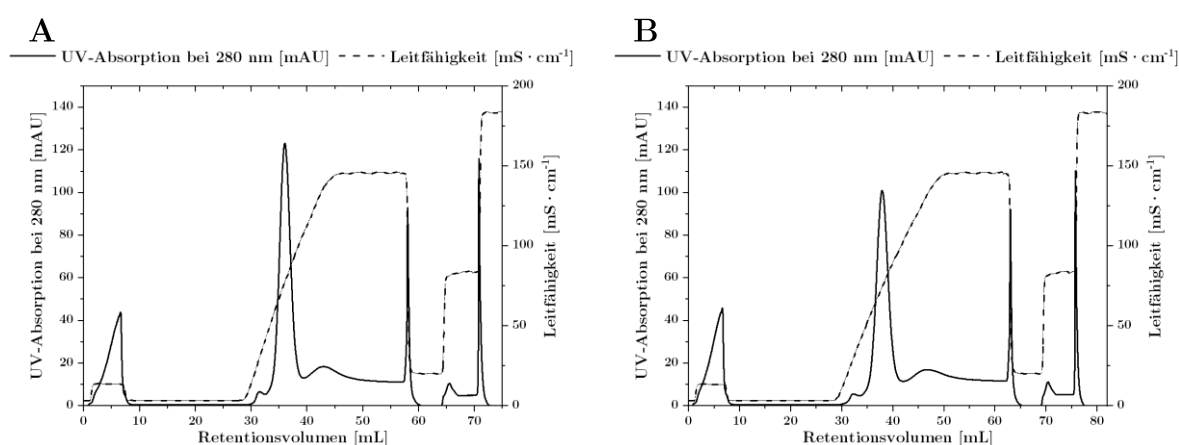 A
UV-Absorption bei 280 nm [mAU]
Leitfähigkeit [mS · cm⁻¹]
UV-Absorption bei 280 nm [mAU]
140
120
100
80
60
40
20
0
0 10 20 30 40 50 60 70
Retentionsvolumen [mL]
200
150
100
50
0
Leitfähigkeit [mS · cm⁻¹]
B
UV-Absorption bei 280 nm [mAU]
Leitfähigkeit [mS · cm⁻¹]
UV-Absorption bei 280 nm [mAU]
140
120
100
80
60
40
20
0
0 10 20 30 40 50 60 70 80
Retentionsvolumen [mL]
200
150
100
50
0
Leitfähigkeit [mS · cm⁻¹]